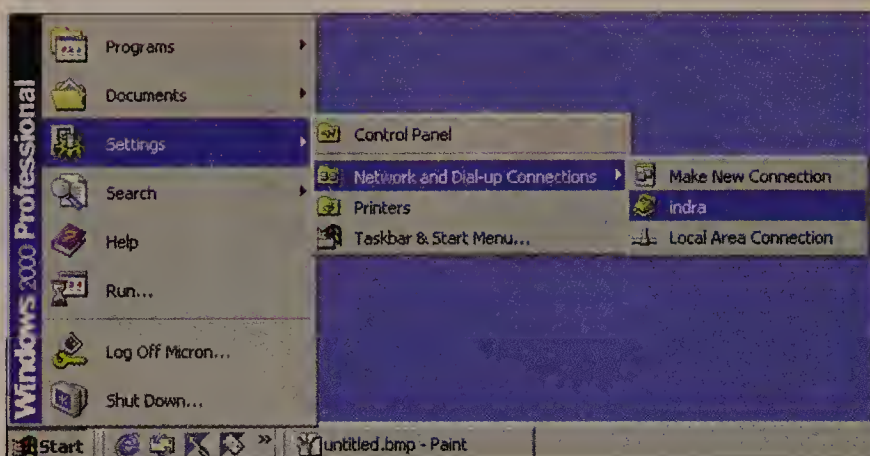 Windows 2000 Professional
Programs
Documents
Settings
Search
Help
Run...
Log Off Micron...
Shut Down...
Control Panel
Network and Dial-up Connections
Printers
Taskbar & Start Menu...
Make New Connection
indra
Local Area Connection
Start
»
untitled.bmp - Paint